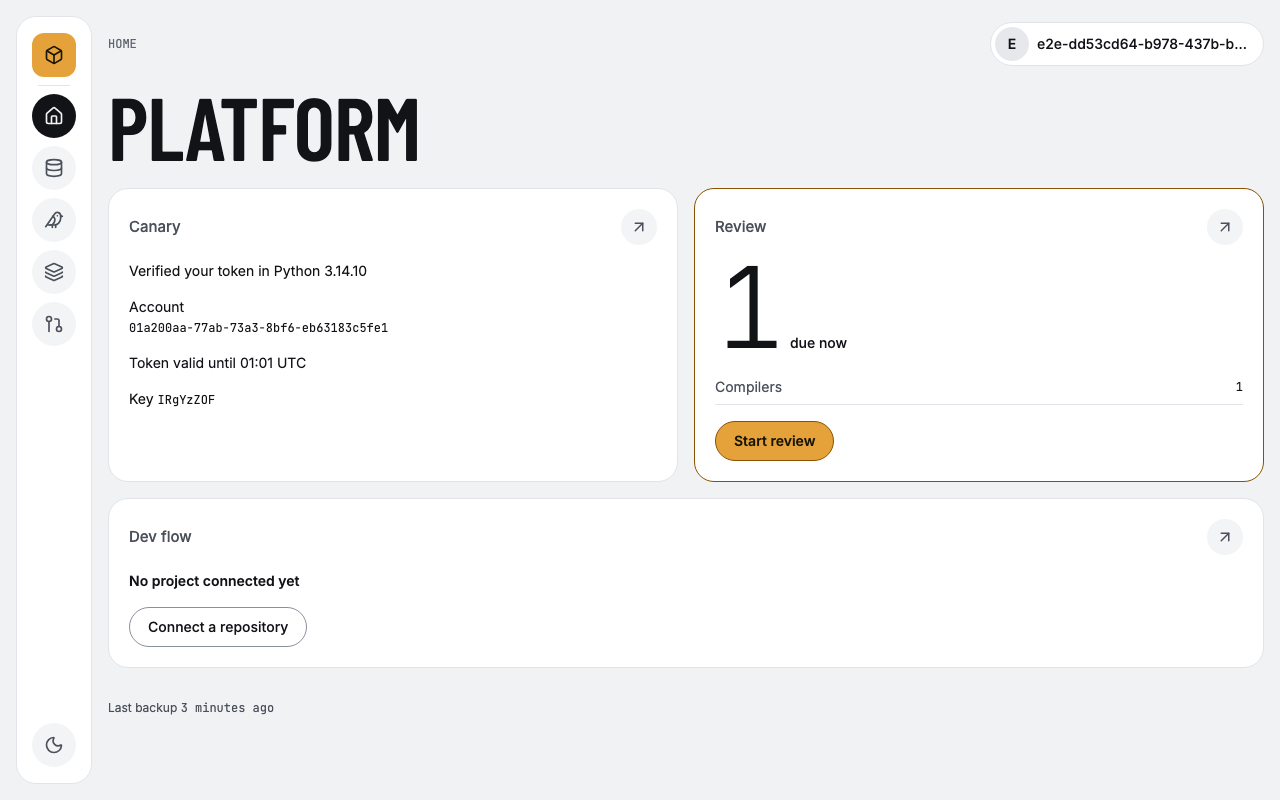 HOME
E
e2e-dd53cd64-b978-437b-b...
PLATFORM
Canary
Verified your token in Python 3.14.10
Account
01a200aa-77ab-73a3-8bf6-eb63183c5fe1
Token valid until 01:01 UTC
Key IRgYzZOF
Review
1 due now
Compilers 1
Start review
Dev flow
No project connected yet
Connect a repository
Last backup 3 minutes ago